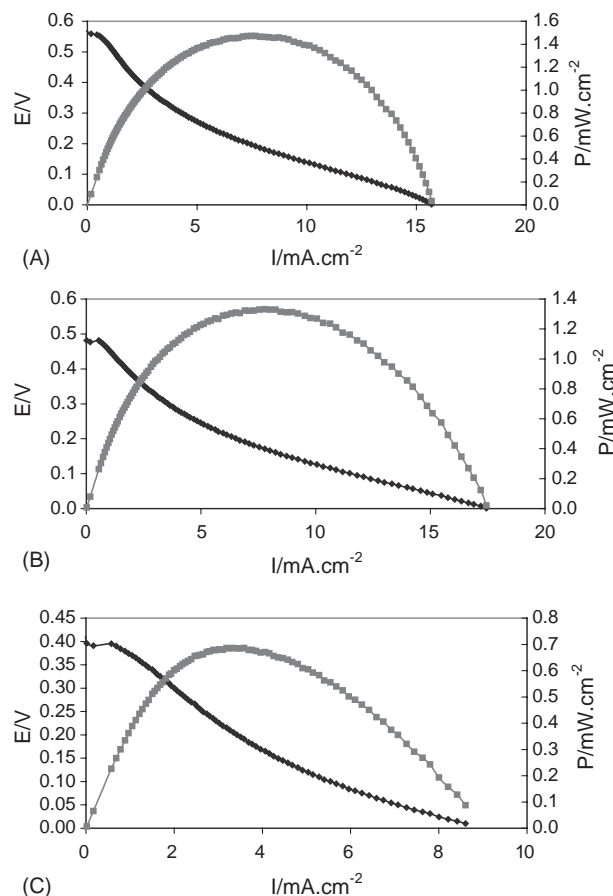 0.6 1.6
0.5 1.4
0.4 1.2
0.3 1.0
0.2 0.8
0.1 0.6
0.0 0.4
0.2
0.0
E/V
P/mW.cm-2
0 5 10 15 20
I/mA.cm-2
(A)
0.6 1.4
0.5 1.2
0.4 1.0
0.3 0.8
0.2 0.6
0.1 0.4
0.0 0.2
0.0
E/V
P/mW.cm-2
0 5 10 15 20
I/mA.cm-2
(B)
0.45 0.8
0.40 0.7
0.35 0.6
0.30 0.5
0.25 0.4
0.20 0.3
0.15 0.2
0.10 0.1
0.05 0.0
0.00
E/V
P/mW.cm-2
0 2 4 6 8 10
I/mA.cm-2
(C)